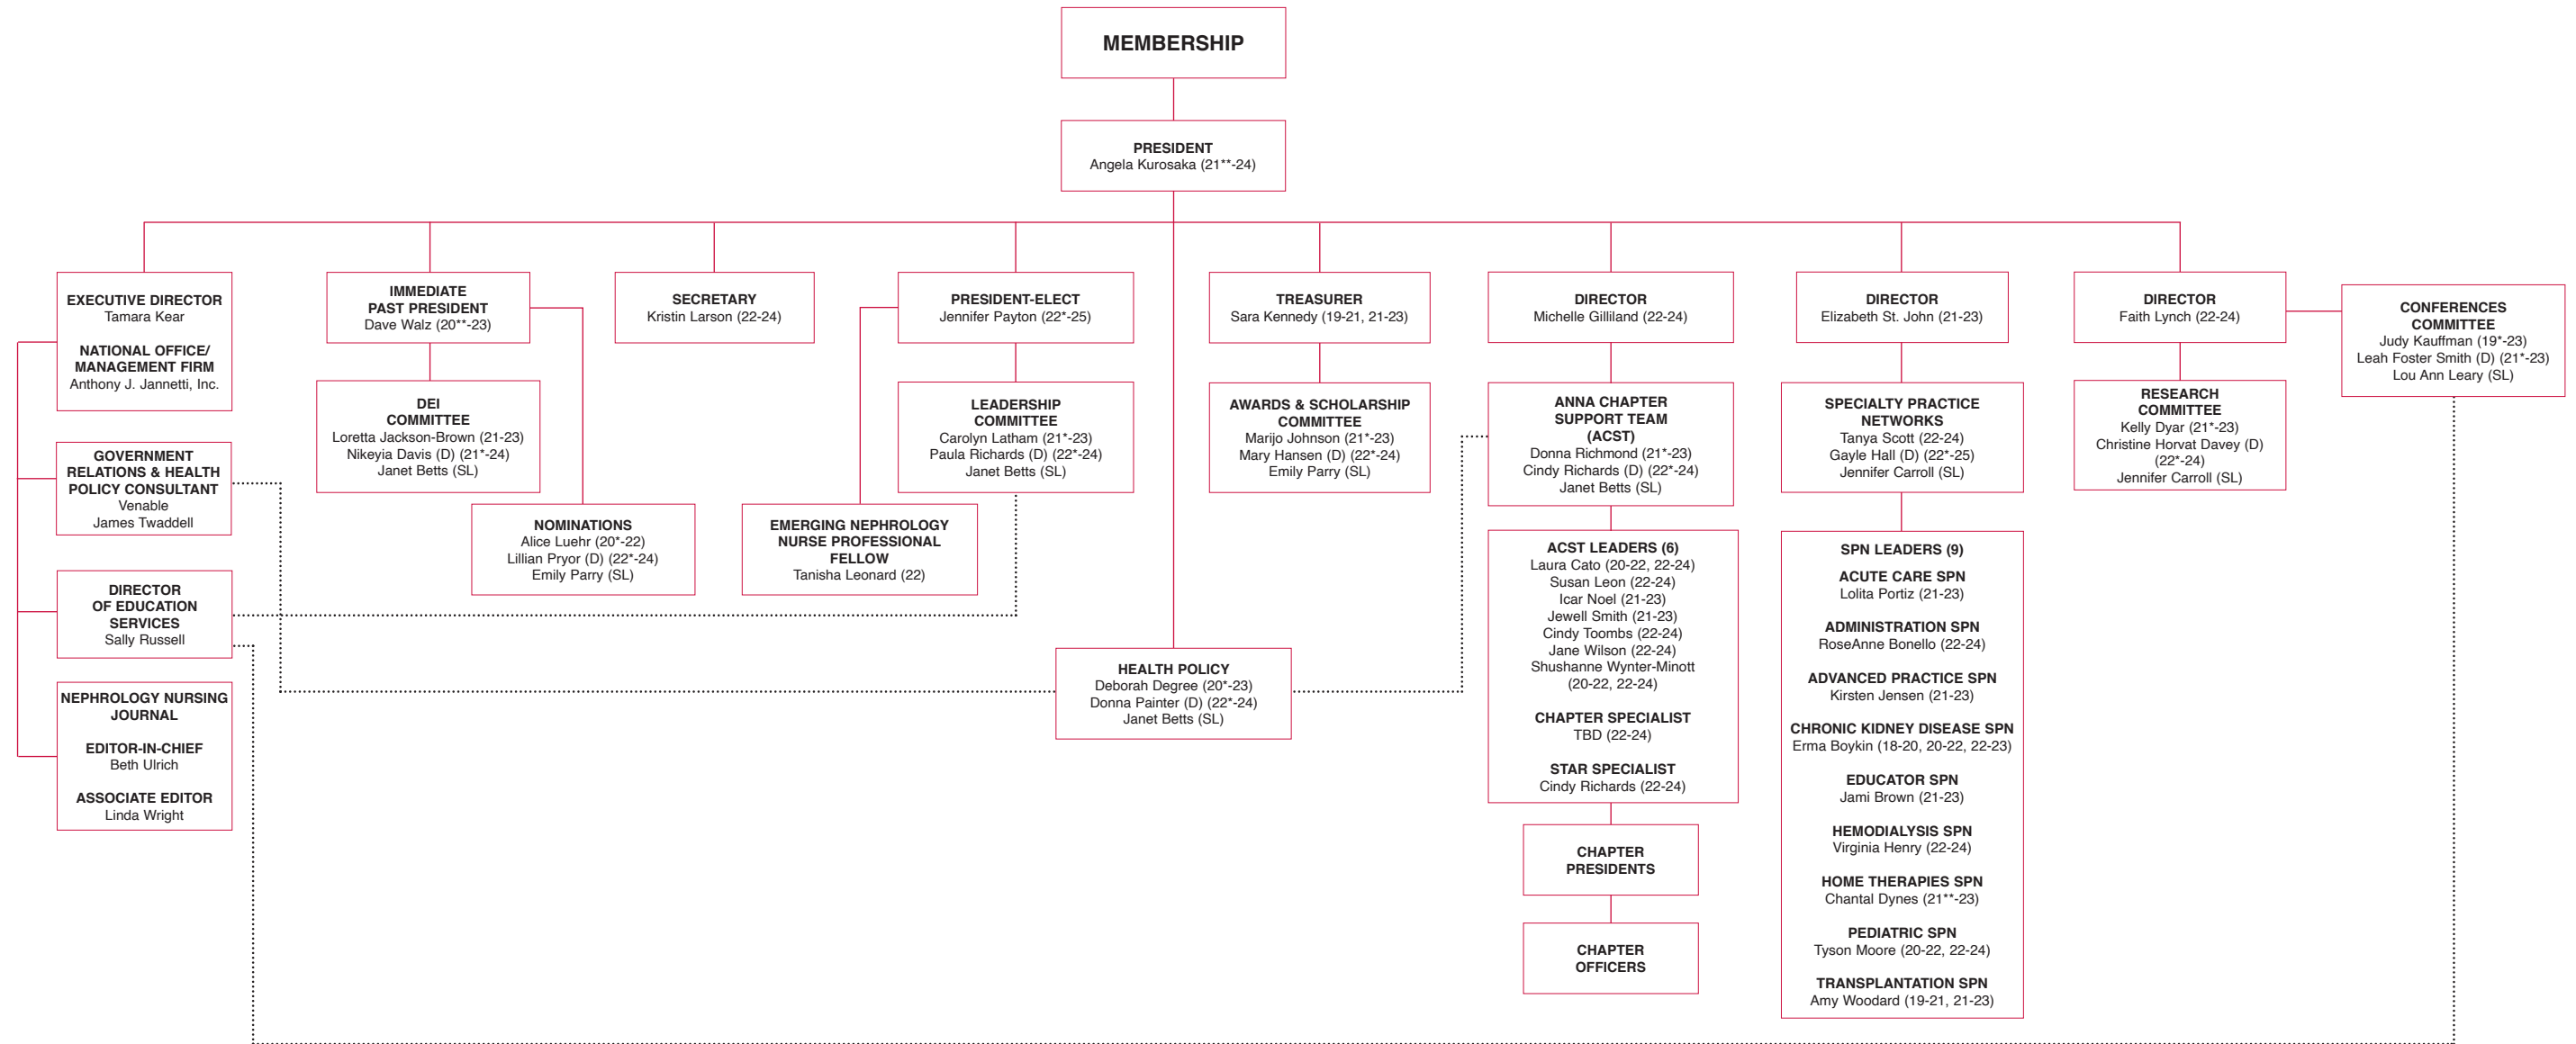 MEMBERSHIP
PRESIDENT
Angela Kurosaka (21**-24)
EXECUTIVE DIRECTOR
Tamara Kear
NATIONAL OFFICE/
MANAGEMENT FIRM
Anthony J. Jannetti, Inc.
GOVERNMENT
RELATIONS & HEALTH
POLICY CONSULTANT
Venable
James Twaddell
DIRECTOR
OF EDUCATION
SERVICES
Sally Russell
NEPHROLOGY NURSING
JOURNAL
EDITOR-IN-CHIEF
Beth Ulrich
ASSOCIATE EDITOR
Linda Wright
IMMEDIATE
PAST PRESIDENT
Dave Walz (20**-23)
DEI
COMMITTEE
Loretta Jackson-Brown (21-23)
Nikeyia Davis (D) (21*-24)
Janet Betts (SL)
NOMINATIONS
Alice Luehr (20*-22)
Lillian Pryor (D) (22*-24)
Emily Parry (SL)
SECRETARY
Kristin Larson (22-24)
PRESIDENT-ELECT
Jennifer Payton (22*-25)
LEADERSHIP
COMMITTEE
Carolyn Latham (21*-23)
Paula Richards (D) (22*-24)
Janet Betts (SL)
EMERGING NEPHROLOGY
NURSE PROFESSIONAL
FELLOW
Tanisha Leonard (22)
HEALTH POLICY
Deborah Degree (20*-23)
Donna Painter (D) (22*-24)
Janet Betts (SL)
TREASURER
Sara Kennedy (19-21, 21-23)
AWARDS & SCHOLARSHIP
COMMITTEE
Marijo Johnson (21*-23)
Mary Hansen (D) (22*-24)
Emily Parry (SL)
DIRECTOR
Michelle Gilliland (22-24)
ANNA CHAPTER
SUPPORT TEAM
(ACST)
Donna Richmond (21*-23)
Cindy Richards (D) (22*-24)
Janet Betts (SL)
ACST LEADERS (6)
Laura Cato (20-22, 22-24)
Susan Leon (22-24)
Icar Noel (21-23)
Jewell Smith (21-23)
Cindy Toombs (22-24)
Jane Wilson (22-24)
Shushanne Wynter-Minott
(20-22, 22-24)
CHAPTER SPECIALIST
TBD (22-24)
STAR SPECIALIST
Cindy Richards (22-24)
CHAPTER
PRESIDENTS
CHAPTER
OFFICERS
DIRECTOR
Elizabeth St. John (21-23)
SPECIALTY PRACTICE
NETWORKS
Tanya Scott (22-24)
Gayle Hall (D) (22*-25)
Jennifer Carroll (SL)
SPN LEADERS (9)
ACUTE CARE SPN
Lolita Portiz (21-23)
ADMINISTRATION SPN
RoseAnne Bonello (22-24)
ADVANCED PRACTICE SPN
Kirsten Jensen (21-23)
CHRONIC KIDNEY DISEASE SPN
Erma Boykin (18-20, 20-22, 22-23)
EDUCATOR SPN
Jami Brown (21-23)
HEMODIALYSIS SPN
Virginia Henry (22-24)
HOME THERAPIES SPN
Chantal Dynes (21**-23)
PEDIATRIC SPN
Tyson Moore (20-22, 22-24)
TRANSPLANTATION SPN
Amy Woodard (19-21, 21-23)
DIRECTOR
Faith Lynch (22-24)
RESEARCH
COMMITTEE
Kelly Dyar (21*-23)
Christine Horvat Davey (D)
(22*-24)
Jennifer Carroll (SL)
CONFERENCES
COMMITTEE
Judy Kauffman (19*-23)
Leah Foster Smith (D) (21*-23)
Lou Ann Leary (SL)